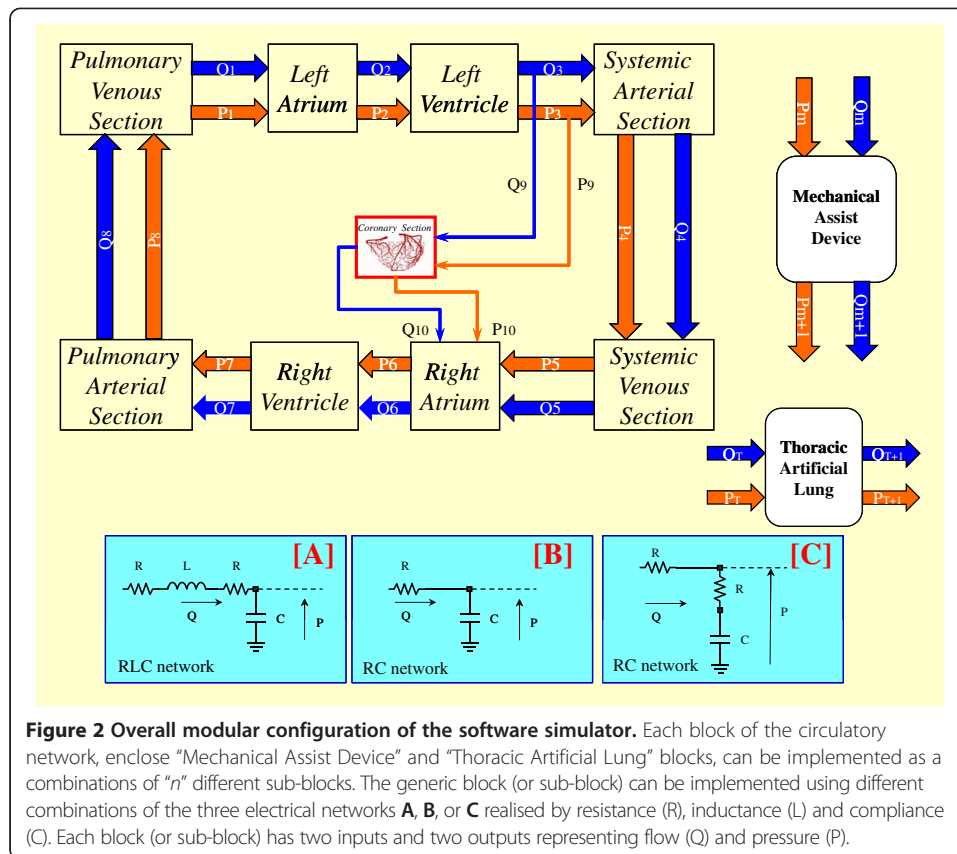 Pulmonary
Venous
Section
Q1
P1
Left
Atrium
Q2
P2
Left
Ventricle
Q3
P3
Systemic
Arterial
Section
Pm
Qm
Mechanical
Assist
Device
Pm+1
Qm+1
Q9
P9
Coronary Section
Q8
P8
P4
Q4
Q10
P10
Pulmonary
Arterial
Section
P7
Q7
Right
Ventricle
P6
Q6
Right
Atrium
P5
Q5
Systemic
Venous
Section
QT
PT
Thoracic
Artificial
Lung
QT+1
PT+1
[A]
R L R
Q
C
P
RLC network
[B]
R
Q
C
P
RC network
[C]
R
R
Q
P
C
RC network
Figure 2 Overall modular configuration of the software simulator. Each block of the circulatory
network, enclose “Mechanical Assist Device” and “Thoracic Artificial Lung” blocks, can be implemented as a
combinations of “n” different sub-blocks. The generic block (or sub-block) can be implemented using different
combinations of the three electrical networks A, B, or C realised by resistance (R), inductance (L) and compliance
(C). Each block (or sub-block) has two inputs and two outputs representing flow (Q) and pressure (P).